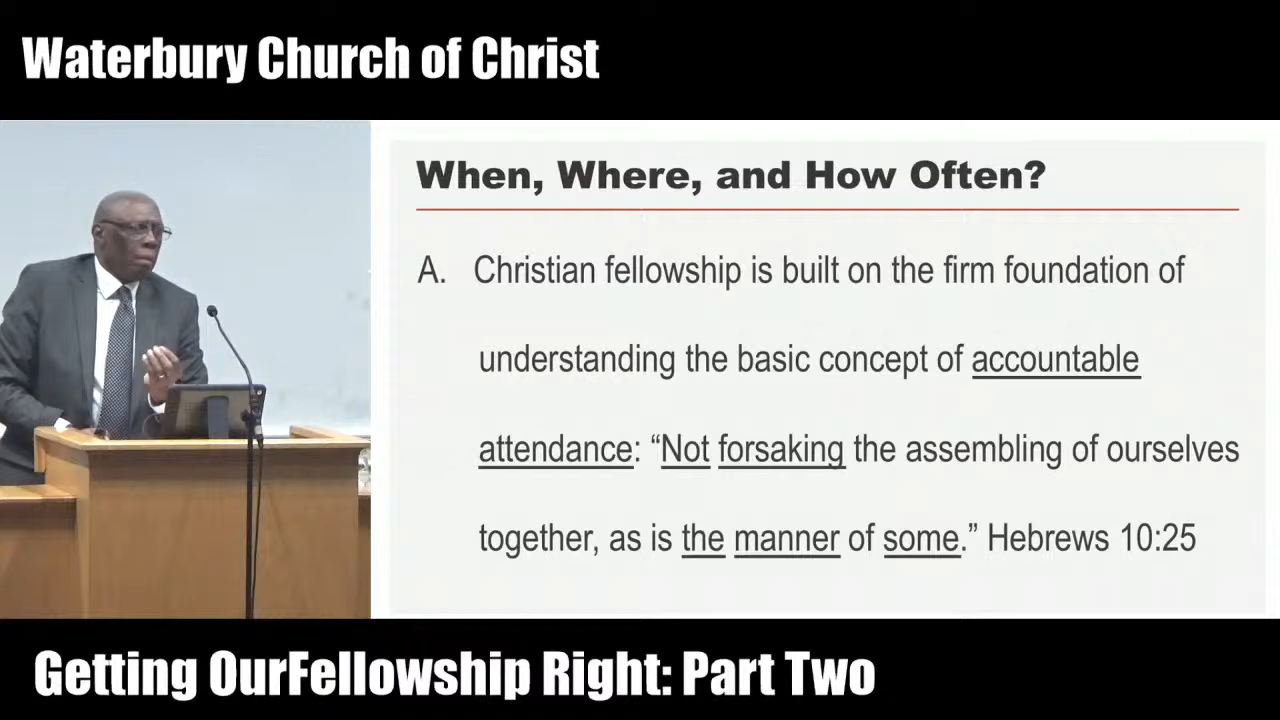 Waterbury Church of Christ
When, Where, and How Often?
A. Christian fellowship is built on the firm foundation of
understanding the basic concept of accountable
attendance: “Not forsaking the assembling of ourselves
together, as is the manner of some.” Hebrews 10:25
Getting OurFellowship Right: Part Two